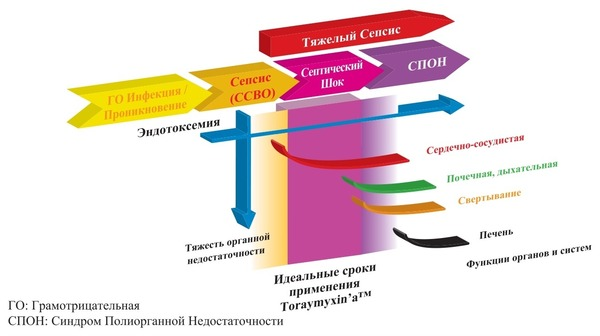 Тяжелый Сепсис
ГО Инфекция /
Проникновение
Сепсис
(ССВО)
Септический
Шок
СПОН
Эндотоксемия
Сердечно-сосудистая
Почечная, дыхательная
Свертывание
Печень
Функции органов и систем
Тяжесть органной
недостаточности
Идеальные сроки
применения
Toraymyxin’а™
ГО: Грамотрицательная
СПОН: Синдром Полиорганной Недостаточности